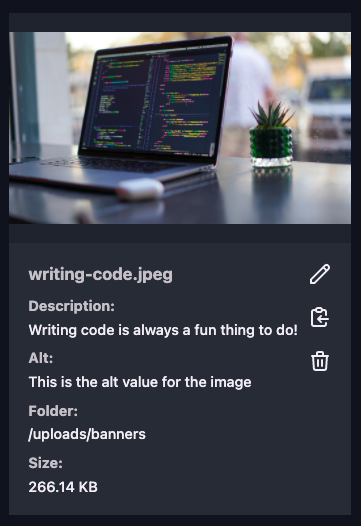 writing-code.jpeg
Description:
Writing code is always a fun thing to do!
Alt:
This is the alt value for the image
Folder:
/uploads/banners
Size:
266.14 KB